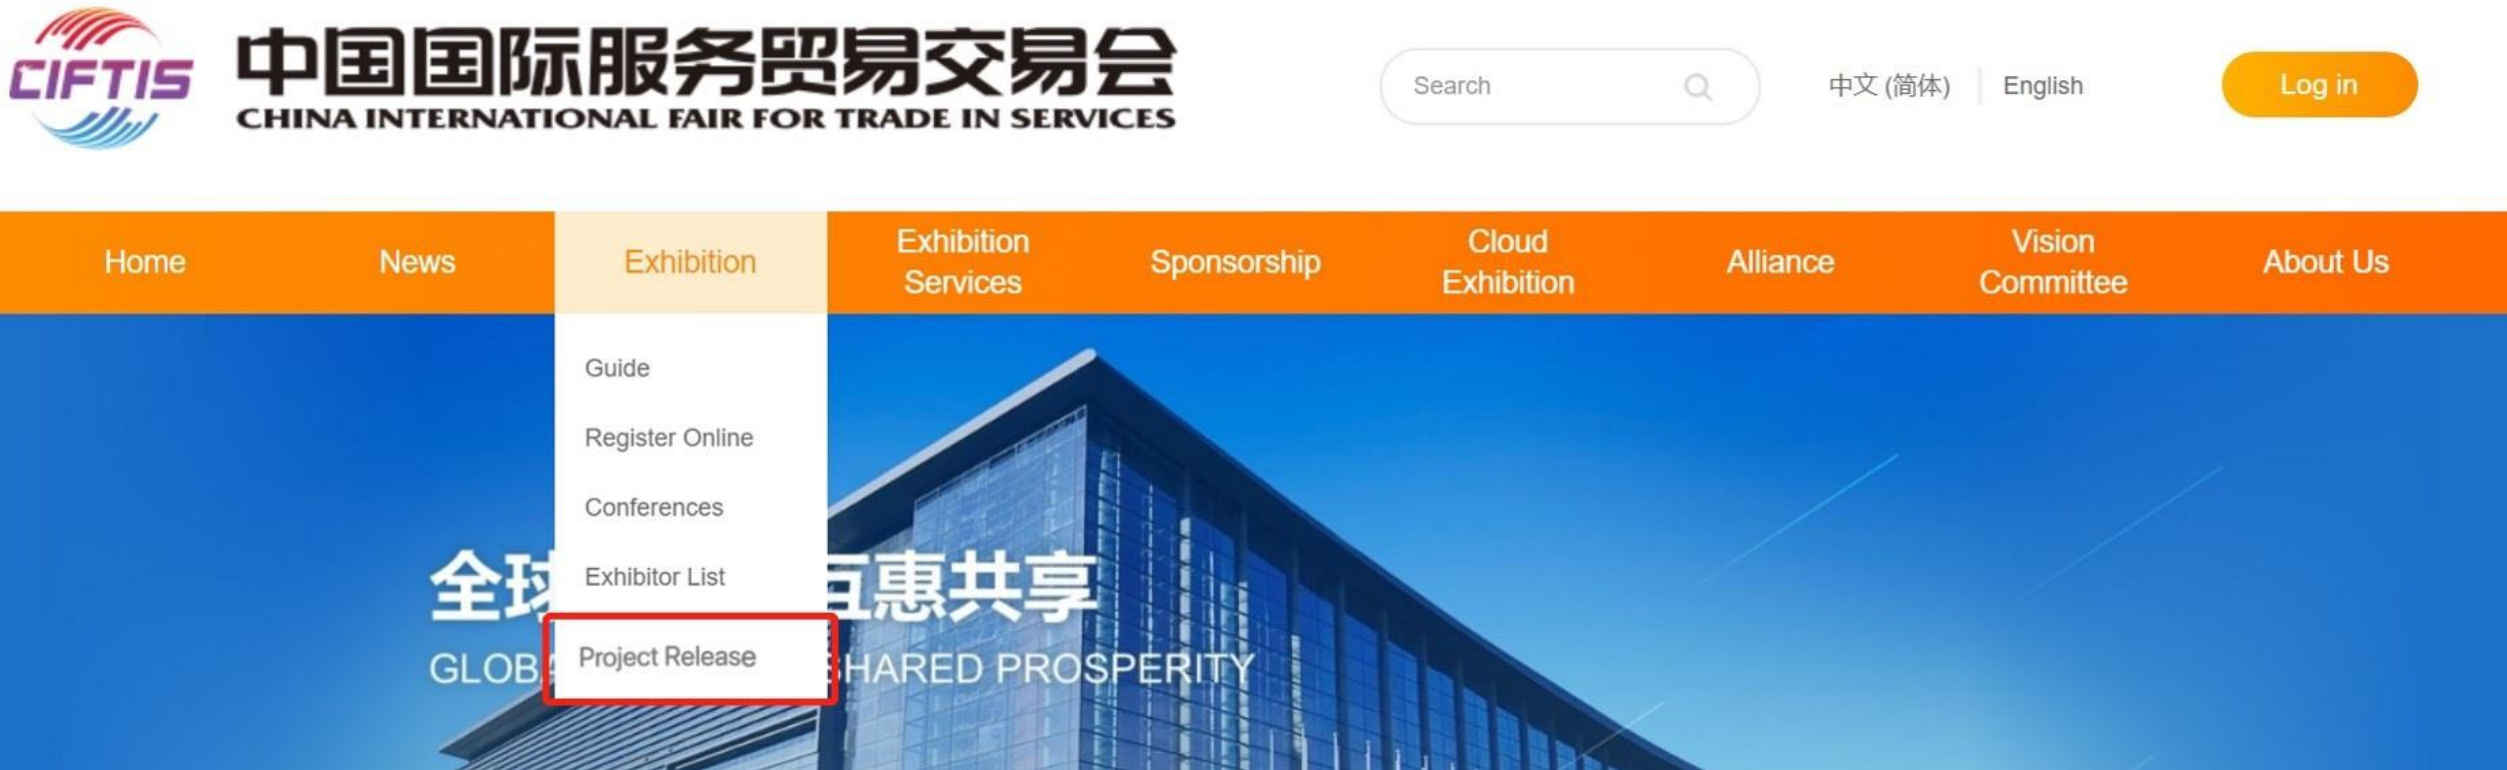 CIFTIS
中国国际服务贸易交易会
CHINA INTERNATIONAL FAIR FOR TRADE IN SERVICES
Search
中文 (简体)
English
Log in
Home
News
Exhibition
Exhibition
Services
Sponsorship
Cloud
Exhibition
Alliance
Vision
Committee
About Us
Guide
Register Online
Conferences
Exhibitor List
Project Release
全球
互惠共享
SHARED PROSPERITY